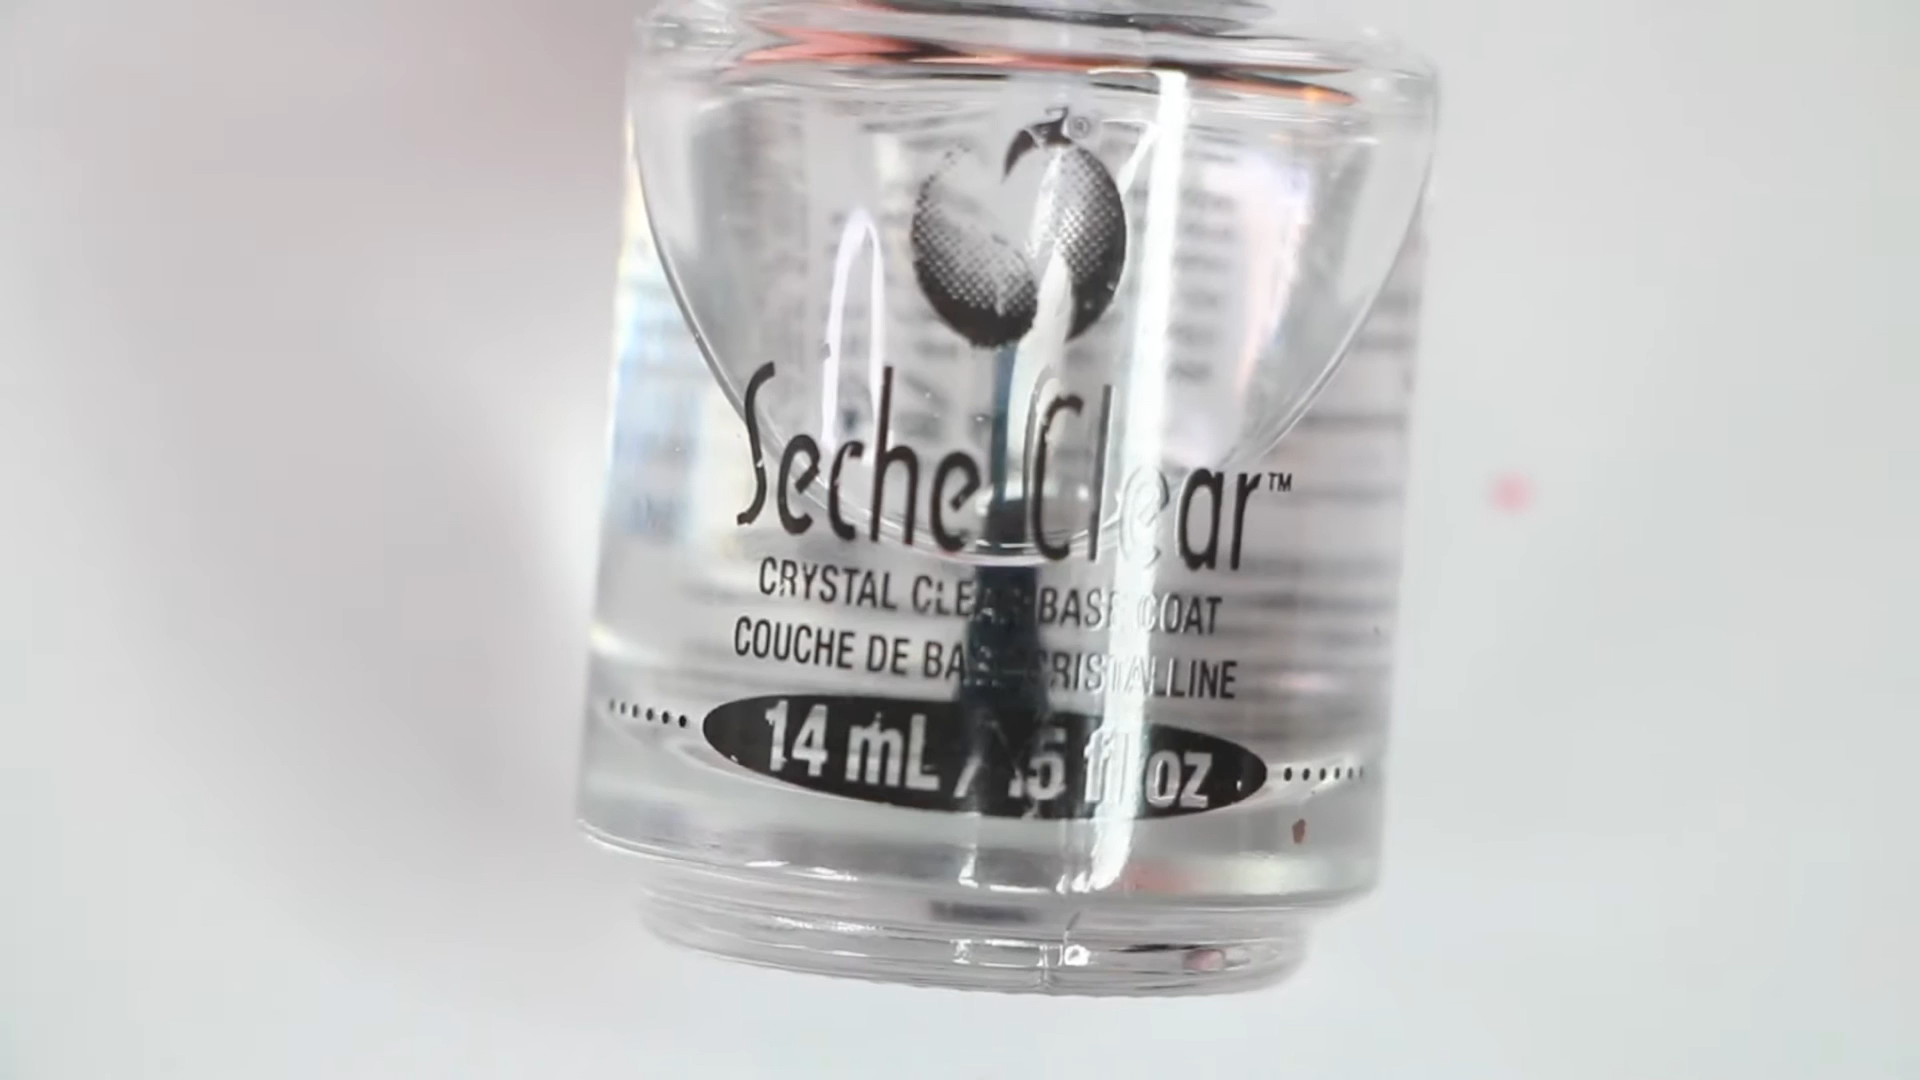 Seche Clear™
CRYSTAL CLEAR BASE COAT
COUCHE DE BASE CRISTALLINE
14 mL / .5 fl oz